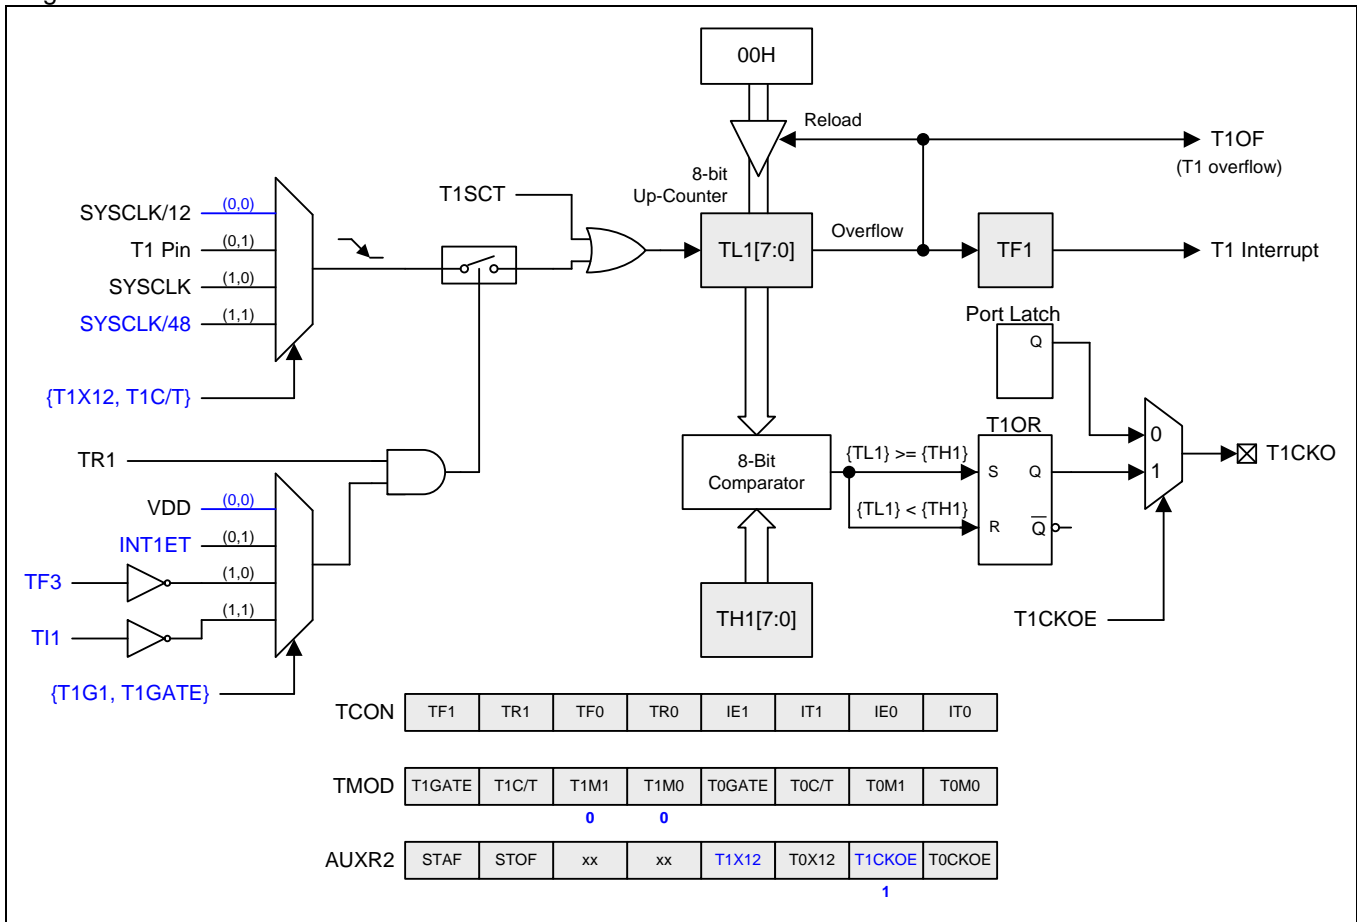 00H
Reload
T1OF
(T1 overflow)
8-bit
Up-Counter
T1SCT
SYSCLK/12 (0,0)
T1 Pin (0,1)
SYSCLK (1,0)
SYSCLK/48 (1,1)
{T1X12, T1C/T}
TL1[7:0]
Overflow
TF1
T1 Interrupt
Port Latch
Q
TR1
VDD (0,0)
INT1ET (0,1)
TF3 (1,0)
TI1 (1,1)
{T1G1, T1GATE}
8-Bit
Comparator
{TL1} >= {TH1}
{TL1} < {TH1}
T1OR
S Q
R Q
0
1
T1CKO
T1CKOE
TH1[7:0]
TCON TF1 TR1 TF0 TR0 IE1 IT1 IE0 IT0
TMOD T1GATE T1C/T T1M1 T1M0 T0GATE T0C/T T0M1 T0M0
0 0
AUXR2 STAF STOF xx xx T1X12 T0X12 T1CKOE T0CKOE
1